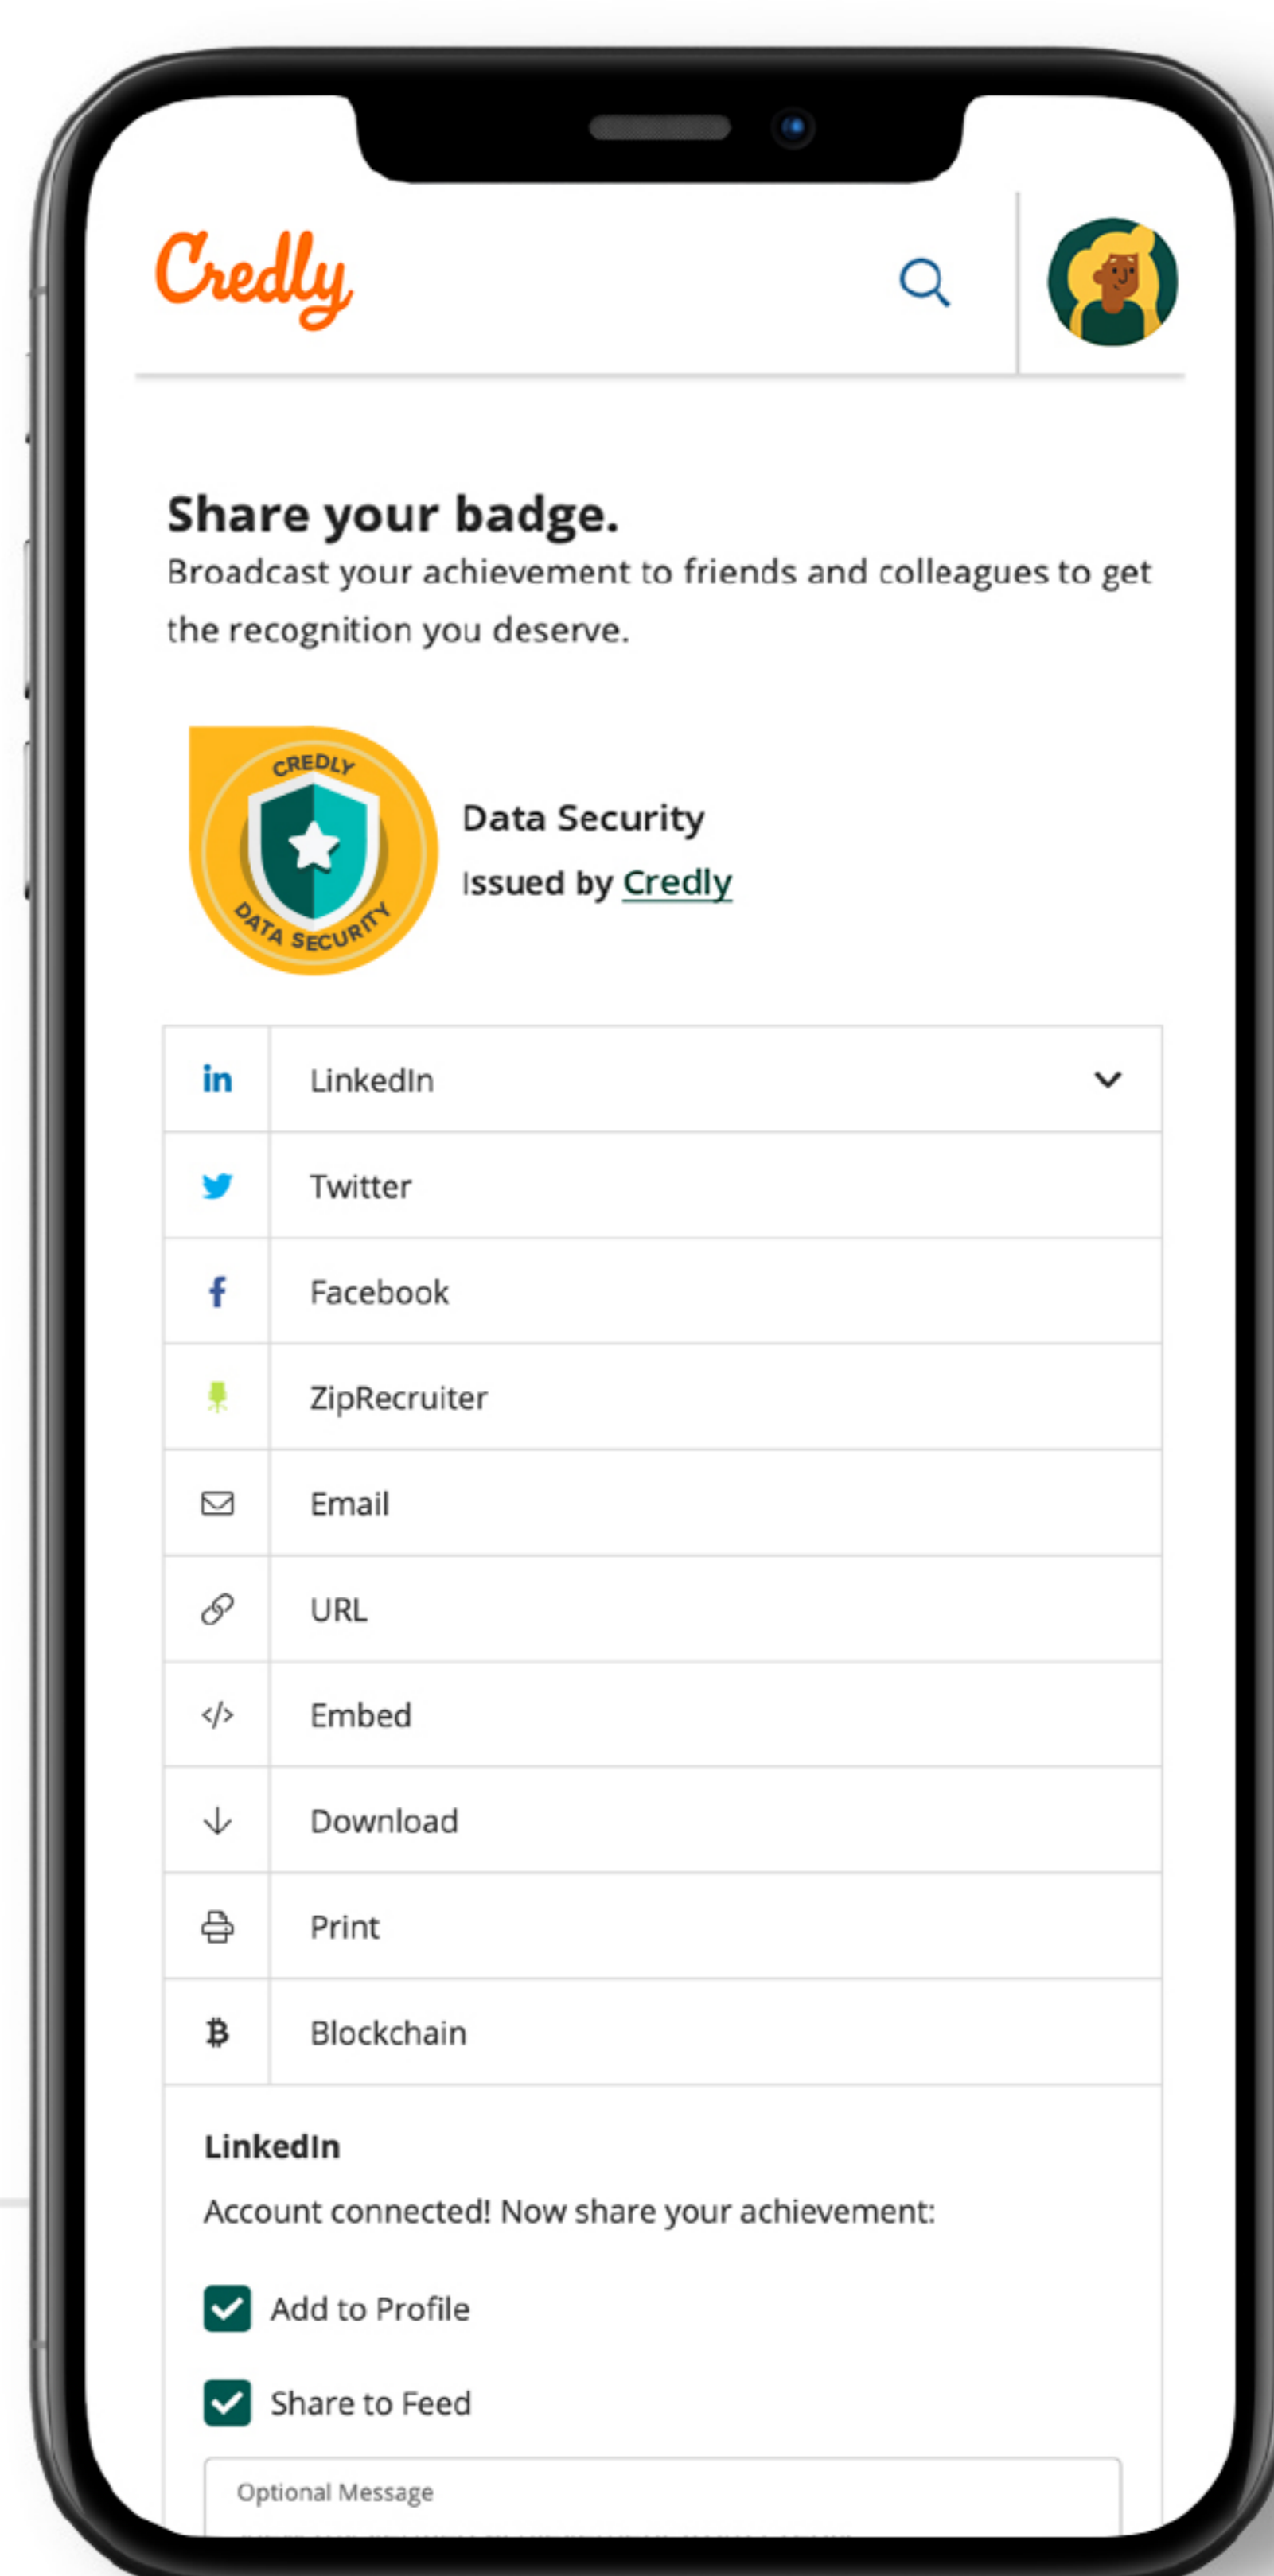 Credly
Share your badge.
Broadcast your achievement to friends and colleagues to get
the recognition you deserve.
CREDLY
DATA SECURITY
Data Security
Issued by Credly
in LinkedIn
Twitter
f Facebook
ZipRecruiter
Email
URL
</> Embed
Download
Print
Blockchain
LinkedIn
Account connected! Now share your achievement:
Add to Profile
Share to Feed
Optional Message